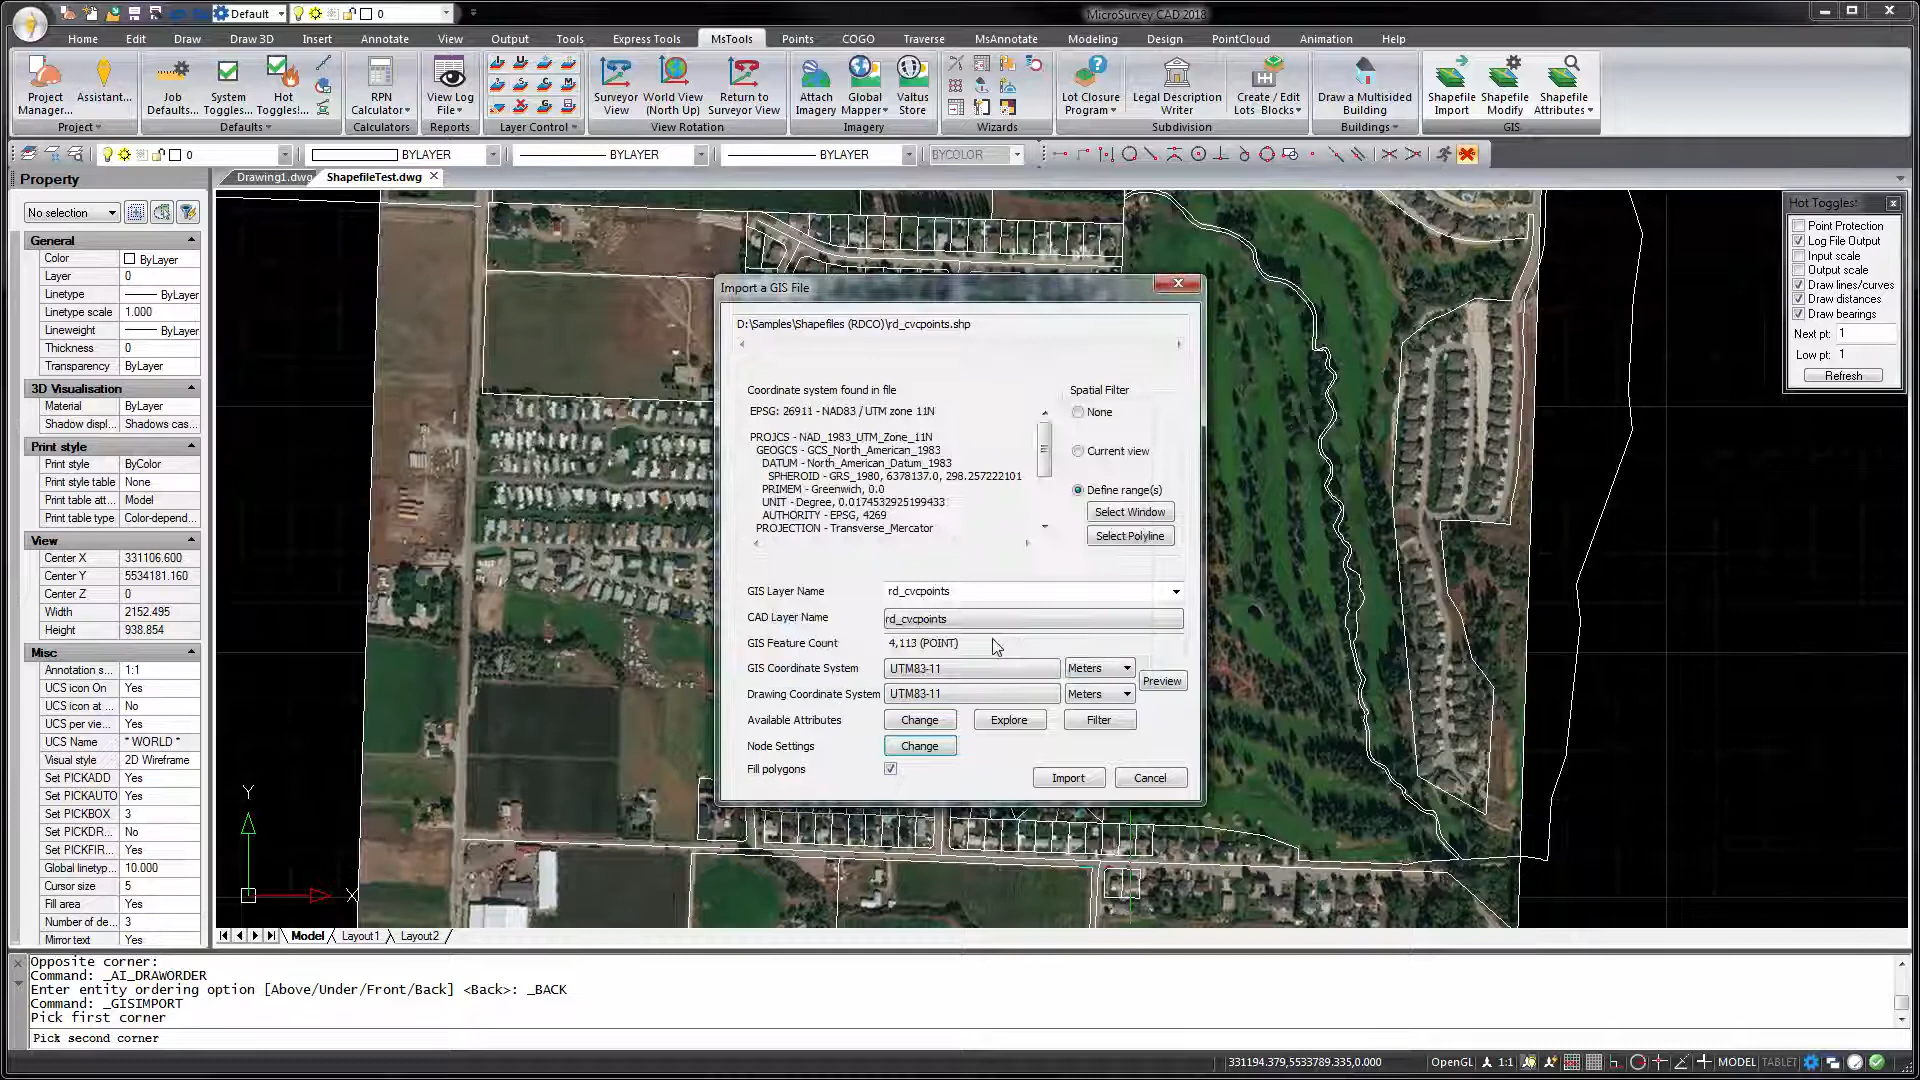 MicroSurvey CAD 2018
Default
0
Home Edit Draw Draw 3D Insert Annotate View Output Tools Express Tools MsTools Points COGO Traverse MsAnnotate Modeling Design PointCloud Animation Help
Project Manager... Assistant... Job Defaults... System Toggles... Hot Toggles!... RPN Calculator View Log File Surveyor View World View (North Up) Return to Surveyor View Attach Imagery Global Mapper Valtus Store Lot Closure Program Legal Description Writer Create / Edit Lots Blocks Draw a Multisided Building Shapefile Import Shapefile Modify Shapefile Attributes
Project Defaults Calculators Reports Layer Control View Rotation Imagery Wizards Subdivision Buildings GIS
0 BYLAYER BYLAYER BYLAYER BYCOLOR
Property
Drawing1.dwg ShapefileTest.dwg
No selection
General
Color ByLayer
Layer 0
Linetype ByLayer
Linetype scale 1.000
Lineweight ByLayer
Thickness 0
Transparency ByLayer
3D Visualisation
Material ByLayer
Shadow displ... Shadows cas...
Print style
Print style ByColor
Print style table None
Print table att... Model
Print table type Color-depend...
View
Center X 331106.600
Center Y 5534181.160
Center Z 0
Width 2152.495
Height 938.854
Misc
Annotation s... 1:1
UCS icon On Yes
UCS icon at ... No
UCS per vie... Yes
UCS Name * WORLD *
Visual style 2D Wireframe
Set PICKADD Yes
Set PICKAUTO Yes
Set PICKBOX 3
Set PICKDR... No
Set PICKFIR... Yes
Global linetyp... 10.000
Cursor size 5
Fill area Yes
Number of de... 3
Mirror text Yes
Hot Toggles!
Point Protection
Log File Output
Input scale
Output scale
Draw lines/curves
Draw distances
Draw bearings
Next pt: 1
Low pt: 1
Refresh
Import a GIS File
D:\Samples\Shapefiles (RDCO)\rd_cvcpoints.shp
Coordinate system found in file
EPSG: 26911 - NAD83 / UTM zone 11N
PROJCS - NAD_1983_UTM_Zone_11N
GEOGCS - GCS_North_American_1983
DATUM - North_American_Datum_1983
SPHEROID - GRS_1980, 6378137.0, 298.257222101
PRIMEM - Greenwich, 0.0
UNIT - Degree, 0.0174532925199433
AUTHORITY - EPSG, 4269
PROJECTION - Transverse_Mercator
Spatial Filter
None
Current view
Define range(s)
Select Window
Select Polyline
GIS Layer Name rd_cvcpoints
CAD Layer Name rd_cvcpoints
GIS Feature Count 4,113 (POINT)
GIS Coordinate System UTM83-11 Meters
Preview
Drawing Coordinate System UTM83-11 Meters
Available Attributes Change Explore Filter
Node Settings Change
Fill polygons
Import Cancel
Y
X
Model Layout1 Layout2
Opposite corner:
Command: _AI_DRAWORDER
Enter entity ordering option [Above/Under/Front/Back] <Back>: _BACK
Command: _GISIMPORT
Pick first corner
Pick second corner
331194.379,5533789.335,0.000 OpenGL 1:1 MODEL TABLET